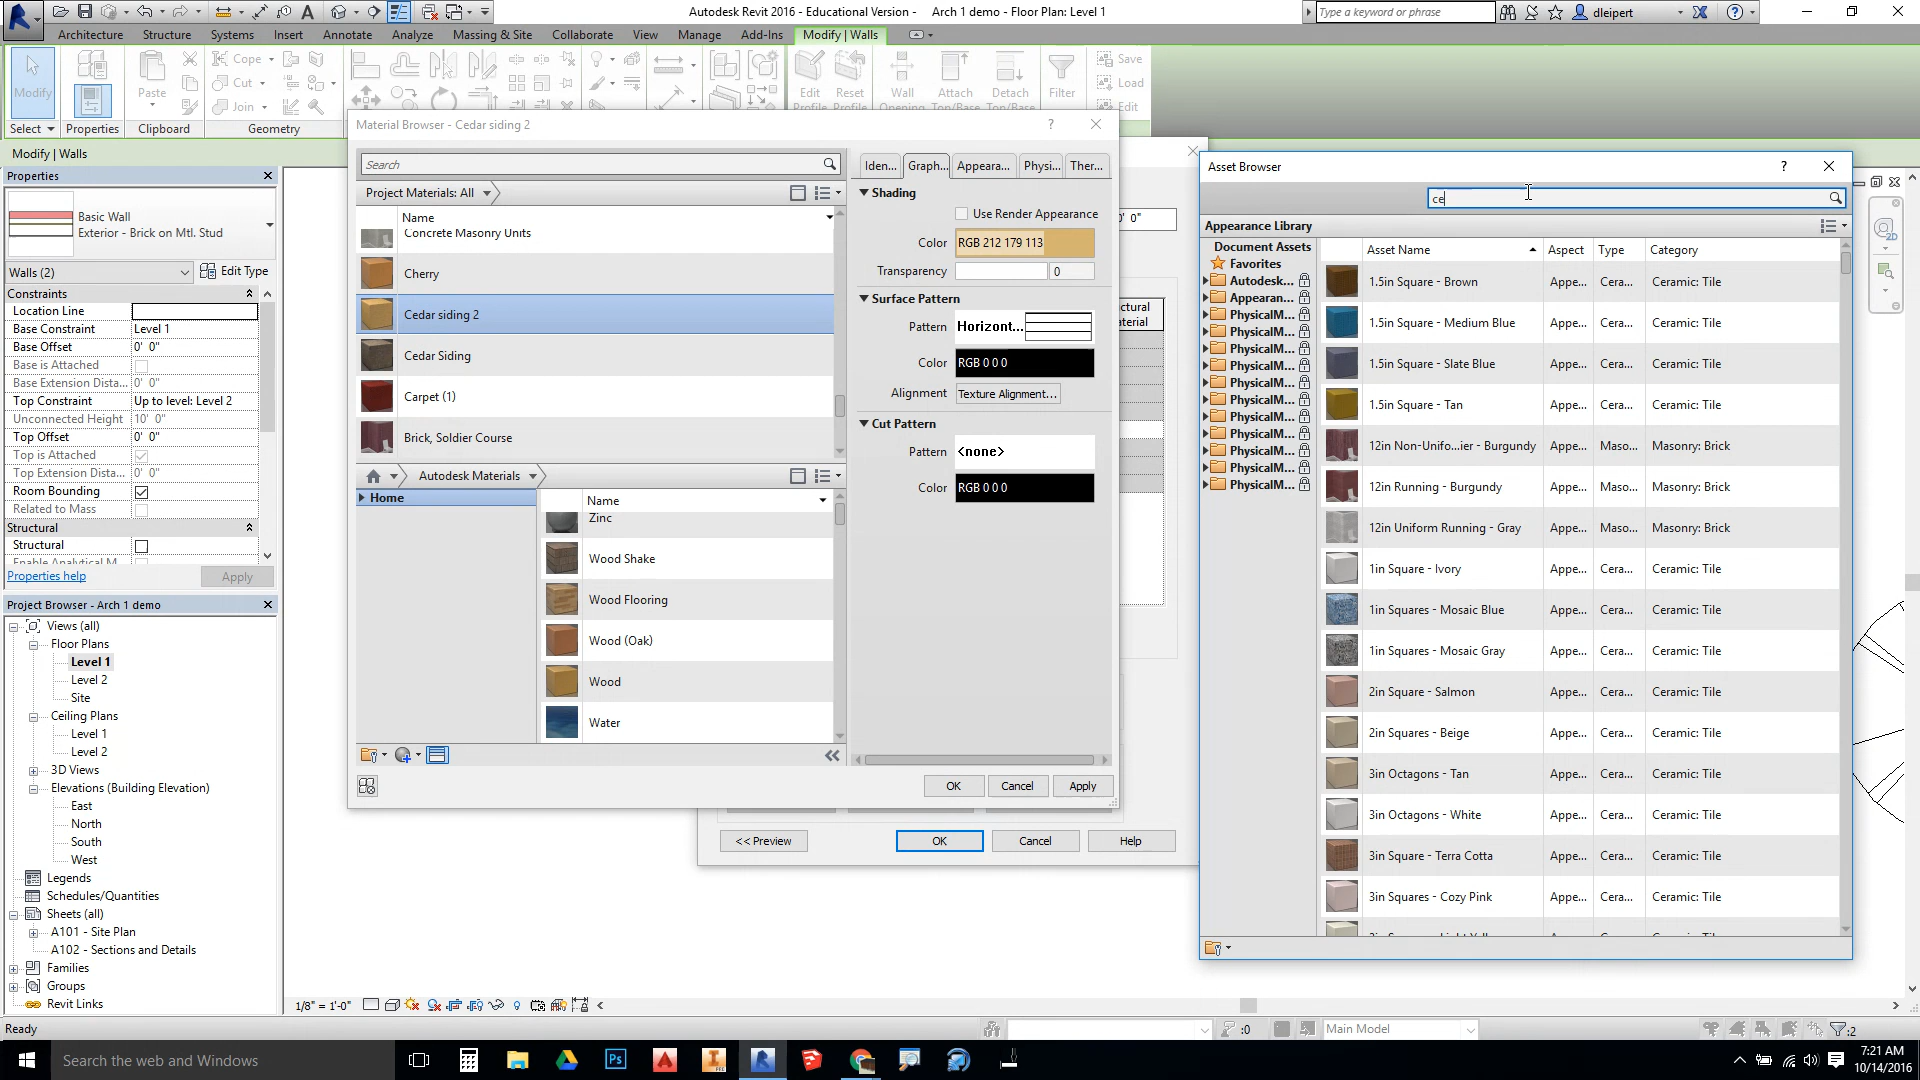 Autodesk Revit 2016 - Educational Version - Arch 1 demo - Floor Plan: Level 1
Type a keyword or phrase
dleipert
Architecture Structure Systems Insert Annotate Analyze Massing & Site Collaborate View Manage Add-Ins Modify | Walls
Modify
Paste
Cope
Cut
Join
Edit Profile
Reset Profile
Wall Opening
Attach Top/Base
Detach Top/Base
Filter
Save
Load
Edit
Select
Properties
Clipboard
Geometry
Modify | Walls
Properties
Basic Wall
Exterior - Brick on Mtl. Stud
Walls (2)
Edit Type
Constraints
Location Line
Base Constraint Level 1
Base Offset 0' 0"
Base is Attached
Base Extension Dista... 0' 0"
Top Constraint Up to level: Level 2
Unconnected Height 10' 0"
Top Offset 0' 0"
Top is Attached
Top Extension Dista... 0' 0"
Room Bounding
Related to Mass
Structural
Structural
Enable Analytical M...
Properties help
Apply
Project Browser - Arch 1 demo
Views (all)
Floor Plans
Level 1
Level 2
Site
Ceiling Plans
Level 1
Level 2
3D Views
Elevations (Building Elevation)
East
North
South
West
Legends
Schedules/Quantities
Sheets (all)
A101 - Site Plan
A102 - Sections and Details
Families
Groups
Revit Links
Material Browser - Cedar siding 2
Search
Project Materials: All
Name
Concrete Masonry Units
Cherry
Cedar siding 2
Cedar Siding
Carpet (1)
Brick, Soldier Course
Autodesk Materials
Home
Name
Zinc
Wood Shake
Wood Flooring
Wood (Oak)
Wood
Water
Iden... Graph... Appeara... Physi... Ther...
Shading
Use Render Appearance
Color RGB 212 179 113
Transparency 0
Surface Pattern
Pattern Horizont...
Color RGB 0 0 0
Alignment Texture Alignment...
Cut Pattern
Pattern <none>
Color RGB 0 0 0
OK Cancel Apply
0' 0"
<< Preview OK Cancel Help
Asset Browser
ce
Appearance Library
Document Assets
Favorites
Autodesk...
Appearan...
PhysicalM...
PhysicalM...
PhysicalM...
PhysicalM...
PhysicalM...
PhysicalM...
PhysicalM...
PhysicalM...
PhysicalM...
PhysicalM...
PhysicalM...
Asset Name Aspect Type Category
1.5in Square - Brown Appe... Cera... Ceramic: Tile
1.5in Square - Medium Blue Appe... Cera... Ceramic: Tile
1.5in Square - Slate Blue Appe... Cera... Ceramic: Tile
1.5in Square - Tan Appe... Cera... Ceramic: Tile
12in Non-Unifo...ier - Burgundy Appe... Maso... Masonry: Brick
12in Running - Burgundy Appe... Maso... Masonry: Brick
12in Uniform Running - Gray Appe... Maso... Masonry: Brick
1in Square - Ivory Appe... Cera... Ceramic: Tile
1in Squares - Mosaic Blue Appe... Cera... Ceramic: Tile
1in Squares - Mosaic Gray Appe... Cera... Ceramic: Tile
2in Square - Salmon Appe... Cera... Ceramic: Tile
2in Squares - Beige Appe... Cera... Ceramic: Tile
3in Octagons - Tan Appe... Cera... Ceramic: Tile
3in Octagons - White Appe... Cera... Ceramic: Tile
3in Square - Terra Cotta Appe... Cera... Ceramic: Tile
3in Squares - Cozy Pink Appe... Cera... Ceramic: Tile
1/8" = 1'-0"
Ready
:0
Main Model
:2
Search the web and Windows
7:21 AM
10/14/2016